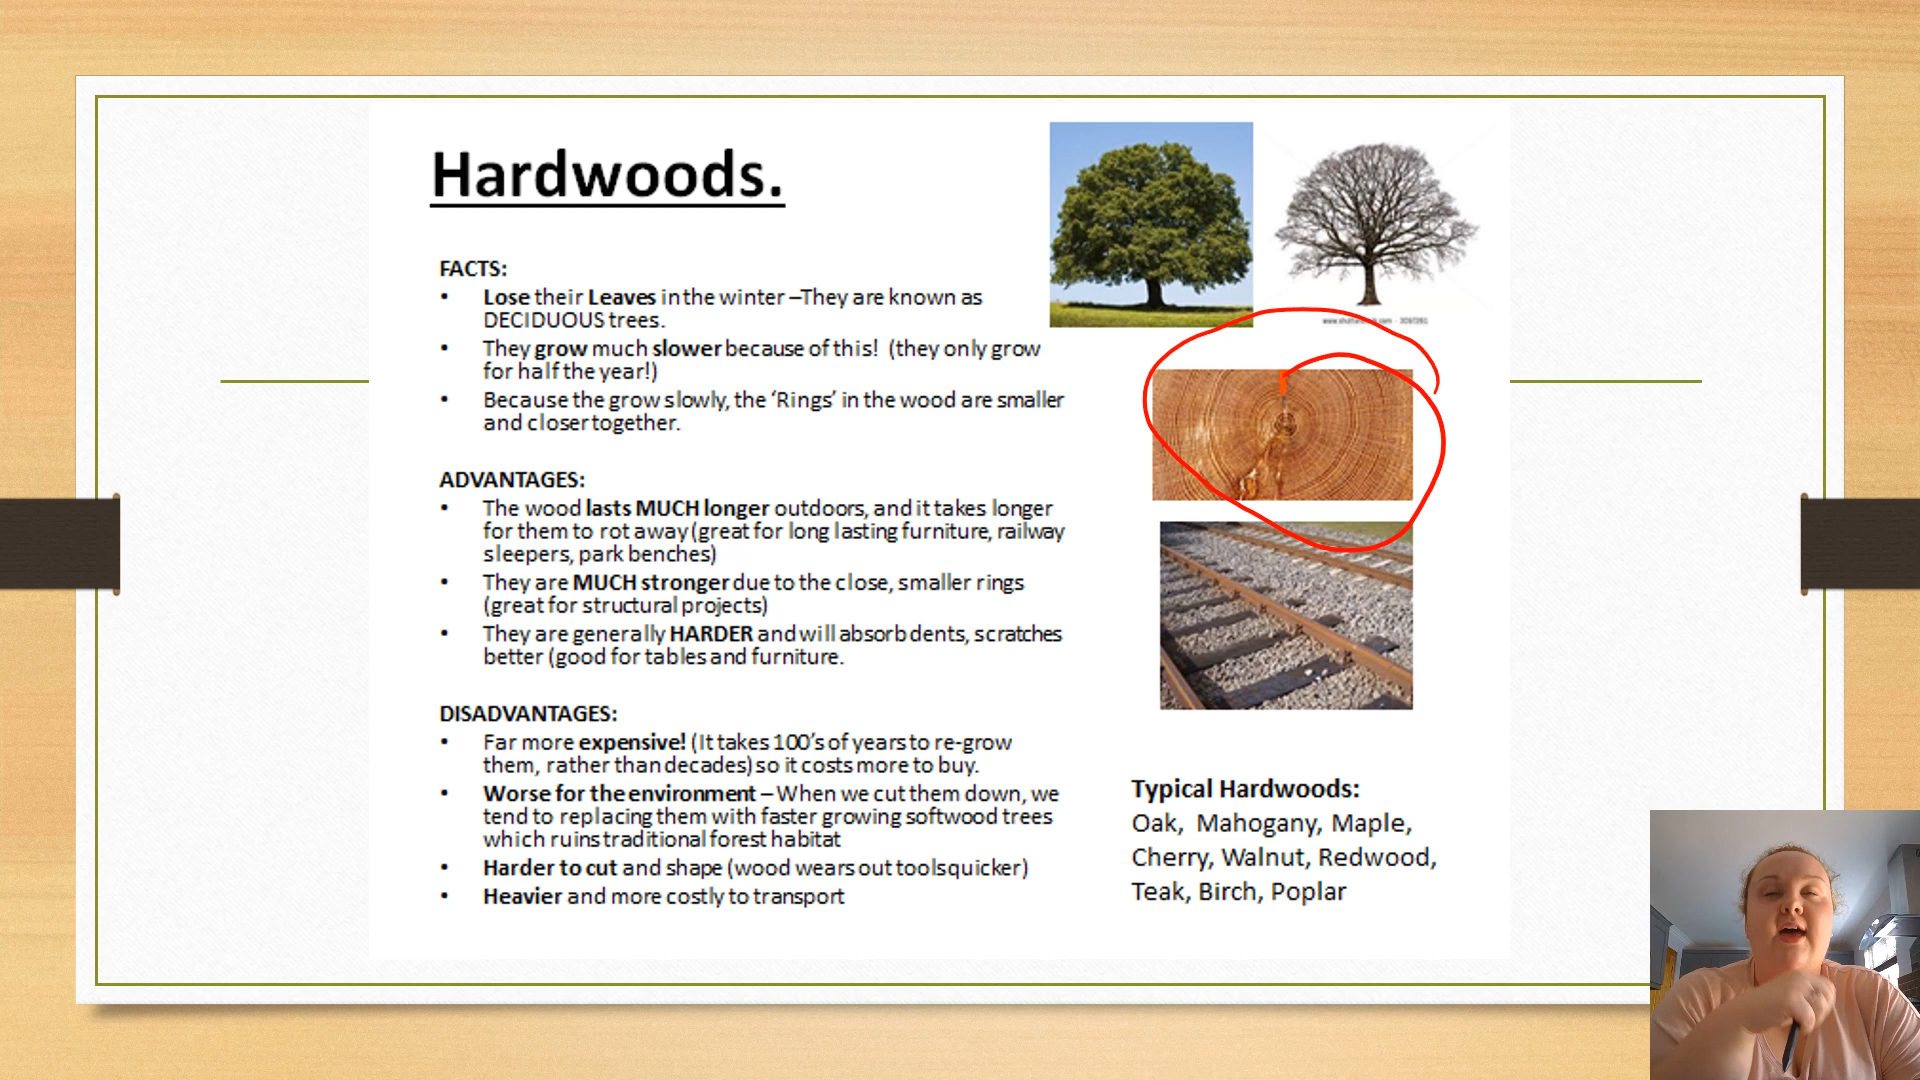 Hardwoods.
FACTS:
• Lose their Leaves in the winter –They are known as
DECIDUOUS trees.
• They grow much slower because of this! (they only grow
for half the year!)
• Because the grow slowly, the ‘Rings’ in the wood are smaller
and closer together.
ADVANTAGES:
• The wood lasts MUCH longer outdoors, and it takes longer
for them to rot away (great for long lasting furniture, railway
sleepers, park benches)
• They are MUCH stronger due to the close, smaller rings
(great for structural projects)
• They are generally HARDER and will absorb dents, scratches
better (good for tables and furniture.
DISADVANTAGES:
• Far more expensive! (It takes 100’s of years to re-grow
them, rather than decades) so it costs more to buy.
• Worse for the environment – When we cut them down, we
tend to replacing them with faster growing softwood trees
which ruins traditional forest habitat
• Harder to cut and shape (wood wears out tools quicker)
• Heavier and more costly to transport
Typical Hardwoods:
Oak, Mahogany, Maple,
Cherry, Walnut, Redwood,
Teak, Birch, Poplar